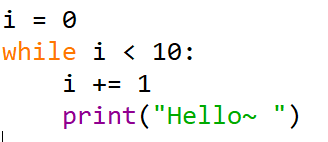 i = 0
while i < 10:
    i += 1
    print("Hello~ ")